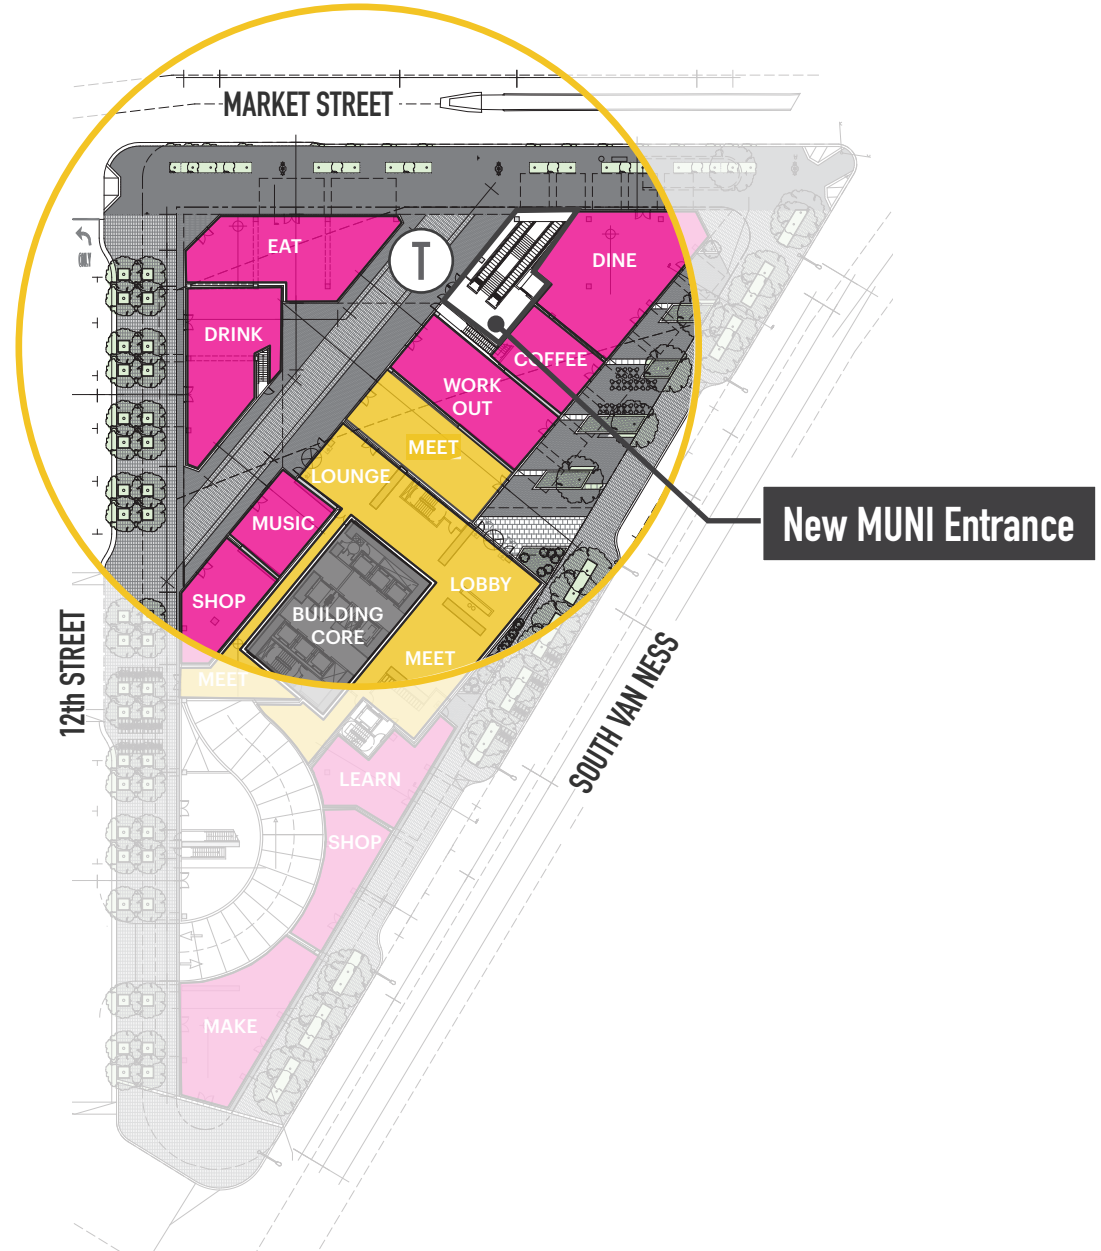 MARKET STREET
EAT
T
DINE
DRINK
COFFEE
WORK
OUT
MEET
LOUNGE
MUSIC
New MUNI Entrance
LOBBY
SHOP
BUILDING
CORE
MEET
MEET
12th STREET
SOUTH VAN NESS
LEARN
SHOP
MAKE